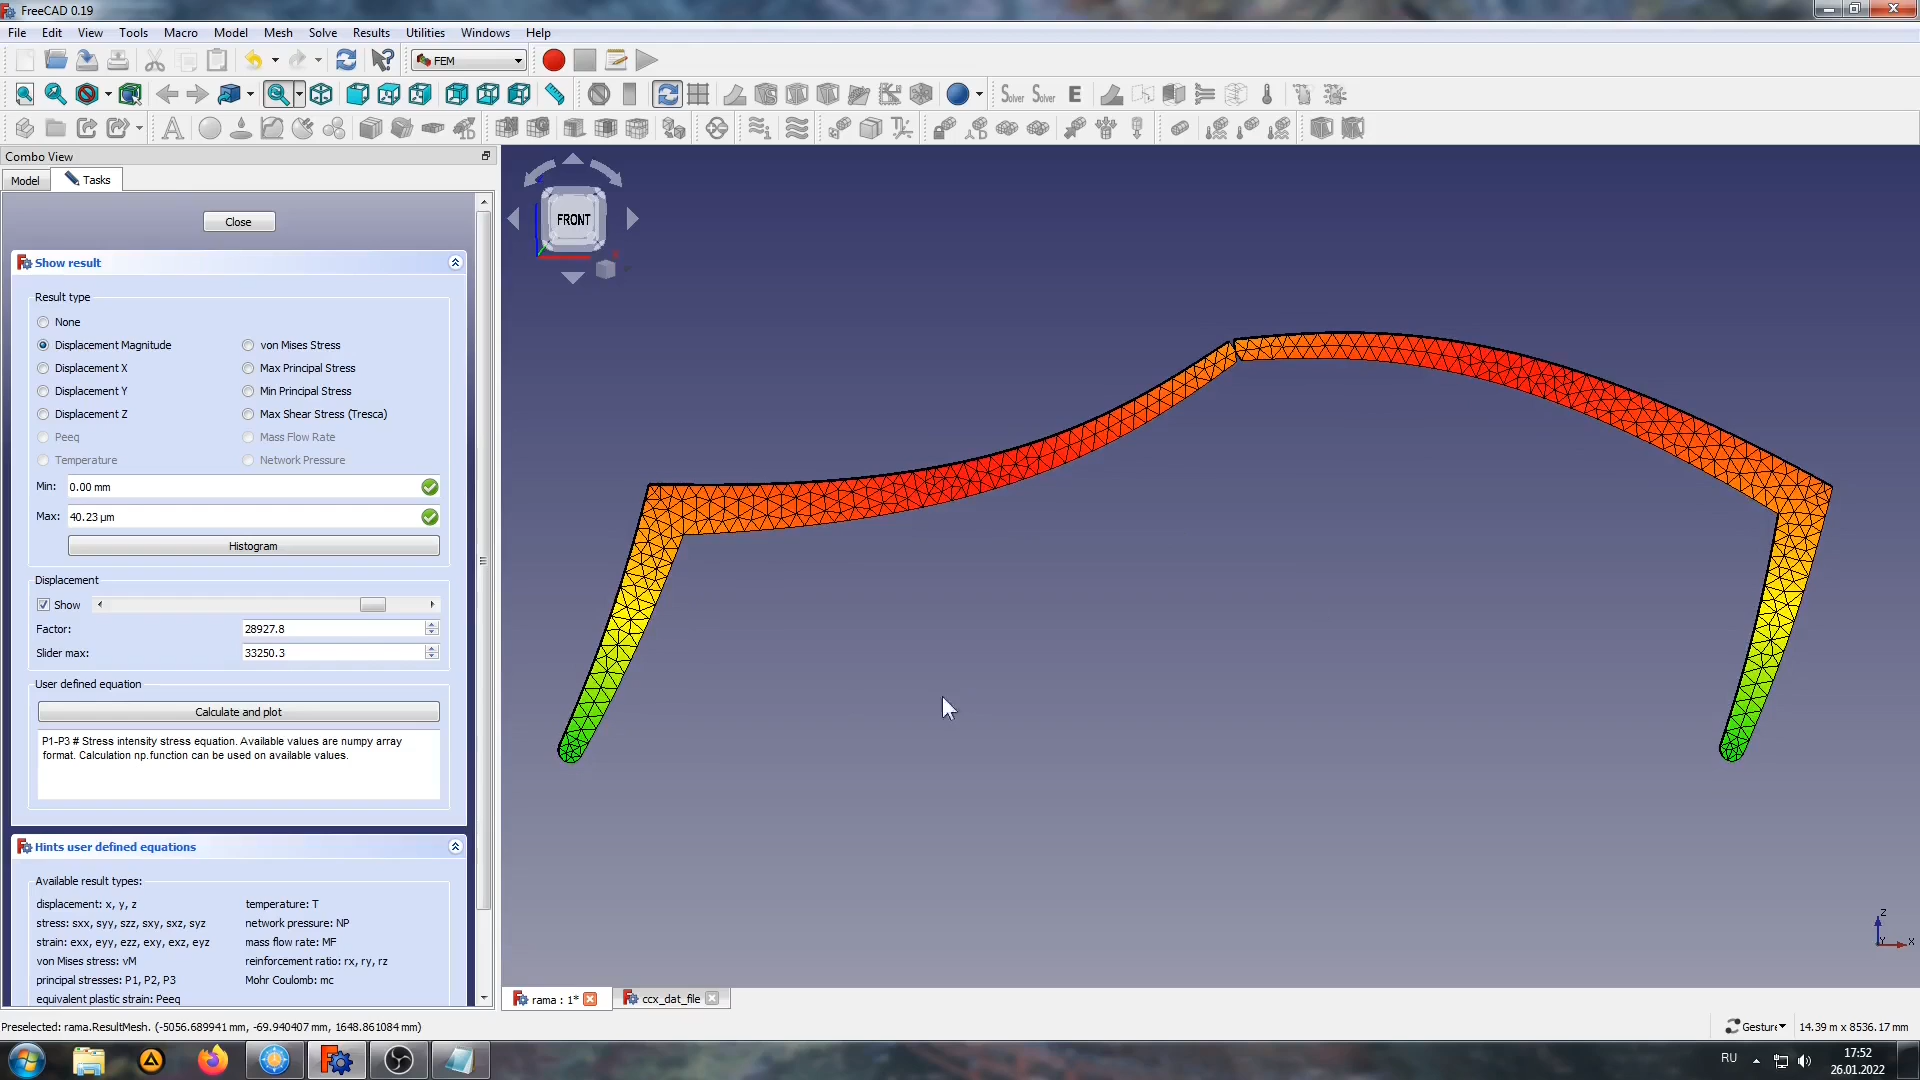 FreeCAD 0.19
File Edit View Tools Macro Model Mesh Solve Results Utilities Windows Help
FEM
Solver Solver E
Combo View
Model Tasks
Close
FRONT
Show result
Result type
None
Displacement Magnitude von Mises Stress
Displacement X Max Principal Stress
Displacement Y Min Principal Stress
Displacement Z Max Shear Stress (Tresca)
Peeq Mass Flow Rate
Temperature Network Pressure
Min: 0.00 mm
Max: 40.23 µm
Histogram
Displacement
Show
Factor: 28927.8
Slider max: 33250.3
User defined equation
Calculate and plot
P1-P3 # Stress intensity stress equation. Available values are numpy array
format. Calculation np.function can be used on available values.
Hints user defined equations
Available result types:
displacement: x, y, z temperature: T
stress: sxx, syy, szz, sxy, sxz, syz network pressure: NP
strain: exx, eyy, ezz, exy, exz, eyz mass flow rate: MF
von Mises stress: vM reinforcement ratio: rx, ry, rz
principal stresses: P1, P2, P3 Mohr Coulomb: mc
equivalent plastic strain: Peeq
Z
Y X
rama : 1* ccx_dat_file
Preselected: rama.ResultMesh. (-5056.689941 mm, -69.940407 mm, 1648.861084 mm)
Gesture 14.39 m x 8536.17 mm
RU
17:52
26.01.2022